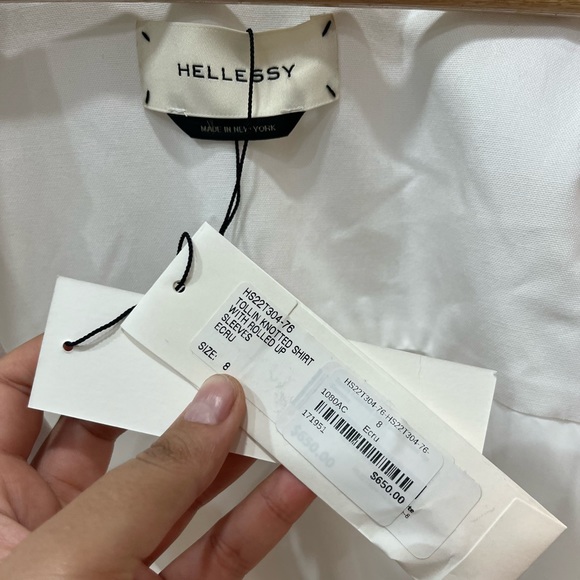 HELLESSY
MADE IN NEW YORK
HS22T304-76
TOLLIN KNOTTED SHIRT
WITH ROLLED UP
SLEEVES
ECRU
SIZE: 8
HS22T304-76-HS22T304-76-
8
1080AC Ecru
171951
$650.00
$650.00